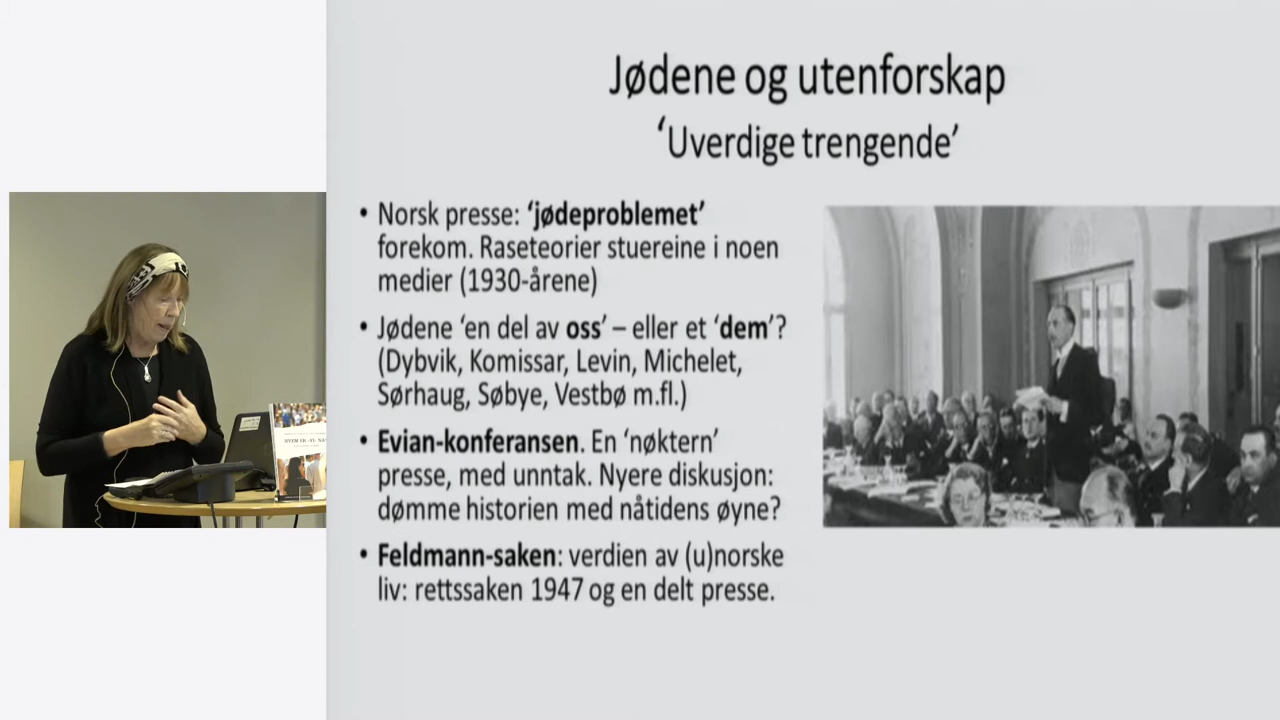 Jødene og utenforskap
‘Uverdige trengende’
• Norsk presse: ‘jødeproblemet’
forekom. Raseteorier stuereine i noen
medier (1930-årene)
• Jødene ‘en del av oss’ – eller et ‘dem’?
(Dybvik, Komissar, Levin, Michelet,
Sørhaug, Søbye, Vestbø m.fl.)
• Evian-konferansen. En ‘nøktern’
presse, med unntak. Nyere diskusjon:
dømme historien med nåtidens øyne?
• Feldmann-saken: verdien av (u)norske
liv: rettssaken 1947 og en delt presse.